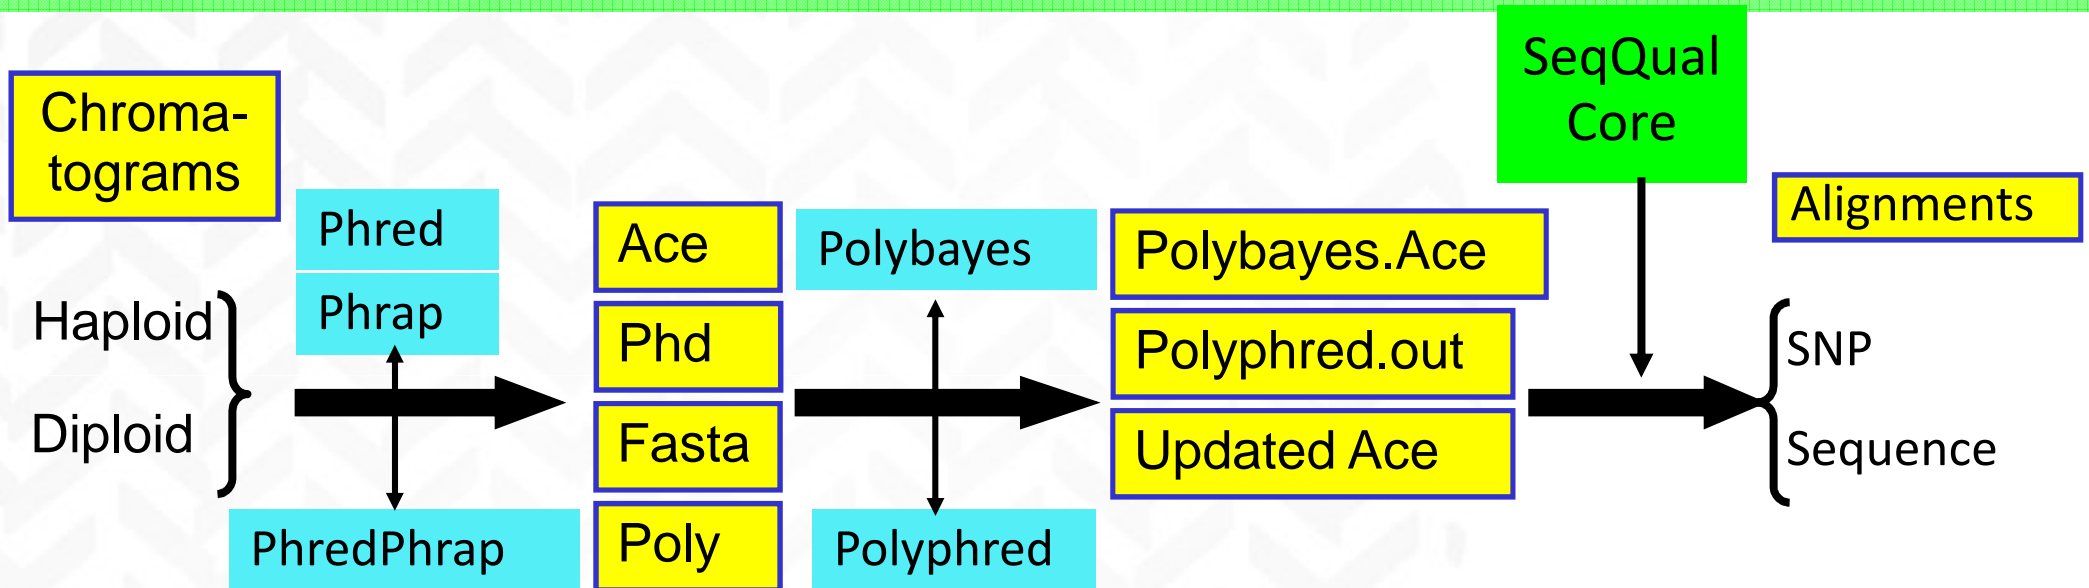 Chroma-
tograms
Haploid
Diploid
Phred
Phrap
PhredPhrap
Ace
Phd
Fasta
Poly
Polybayes
Polyphred
Polybayes.Ace
Polyphred.out
Updated Ace
SeqQual
Core
Alignments
SNP
Sequence